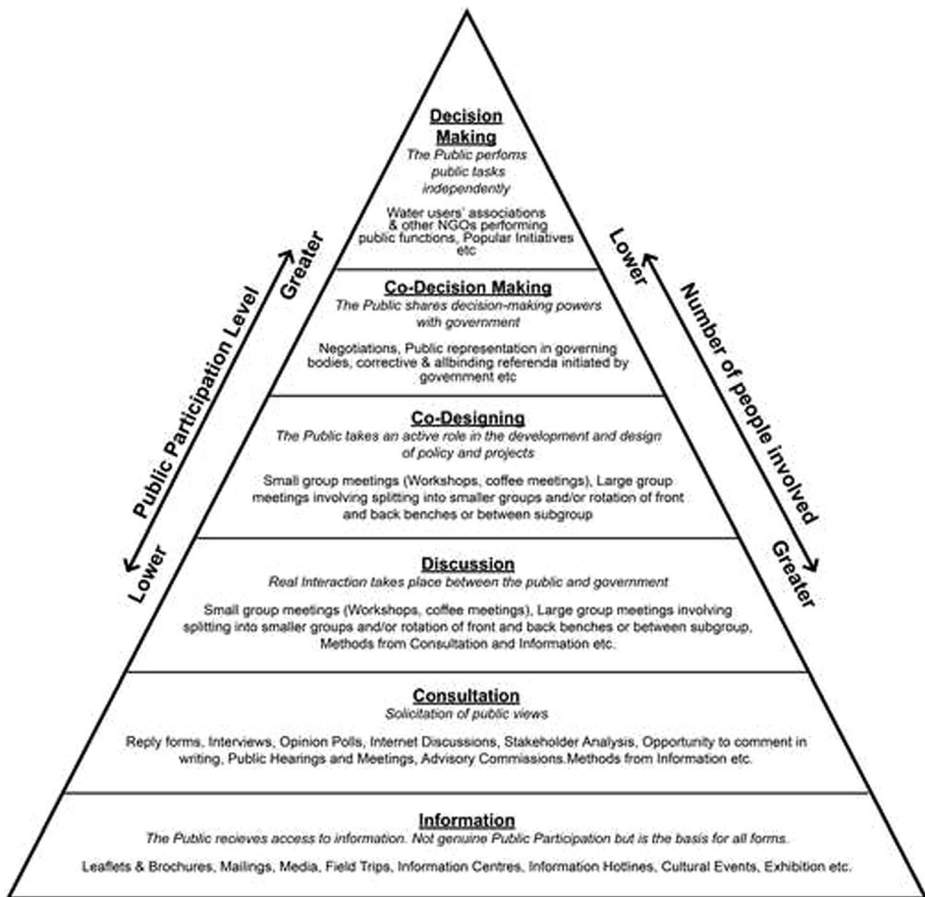 Decision
Making
The Public perfoms
public tasks
independently
Water users' associations
& other NGOs performing
public functions, Popular Initiatives
etc
Co-Decision Making
The Public shares decision-making powers
with government
Negotiations, Public representation in governing
bodies, corrective & allbinding referenda initiated by
government etc
Co-Designing
The Public takes an active role in the development and design
of policy and projects
Small group meetings (Workshops, coffee meetings), Large group
meetings involving splitting into smaller groups and/or rotation of front
and back benches or between subgroup
Discussion
Real Interaction takes place between the public and government
Small group meetings (Workshops, coffee meetings), Large group meetings involving
splitting into smaller groups and/or rotation of front and back benches or between subgroup,
Methods from Consultation and Information etc.
Consultation
Solicitation of public views
Reply forms, Interviews, Opinion Polls, Internet Discussions, Stakeholder Analysis, Opportunity to comment in
writing, Public Hearings and Meetings, Advisory Commissions.Methods from Information etc.
Information
The Public recieves access to information. Not genuine Public Participation but is the basis for all forms.
Leaflets & Brochures, Mailings, Media, Field Trips, Information Centres, Information Hotlines, Cultural Events, Exhibition etc.
Public Participation Level
Greater
Lower
Number of people involved
Lower
Greater